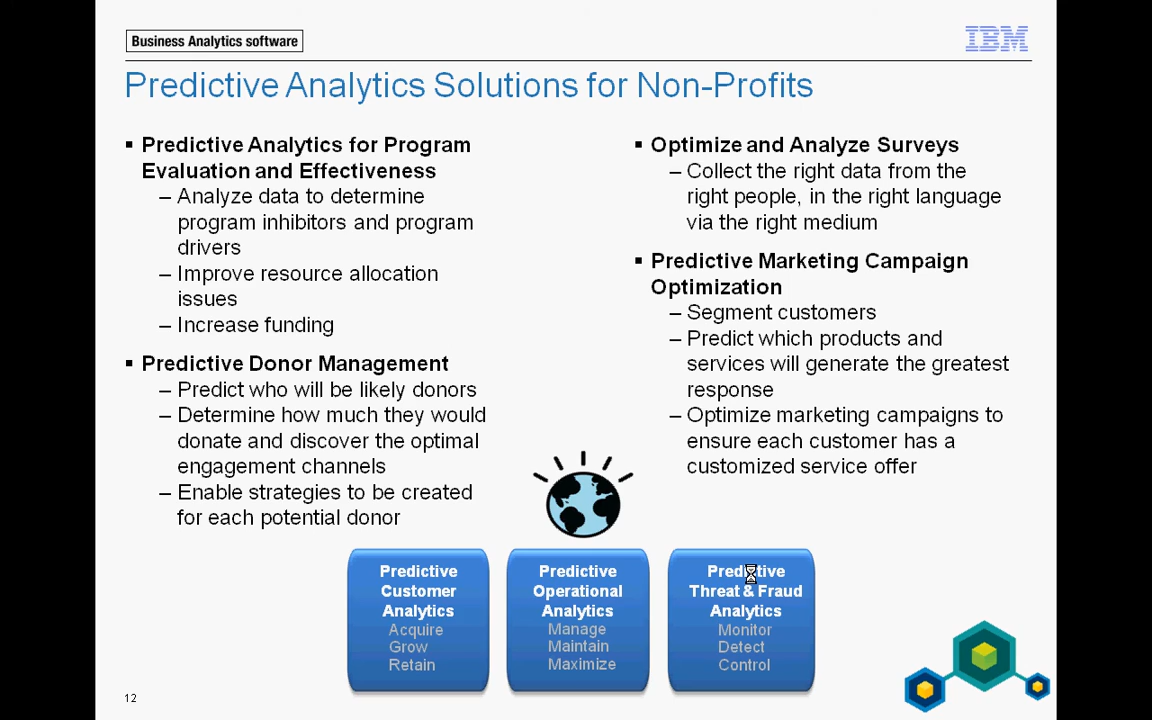 Business Analytics software
IBM
Predictive Analytics Solutions for Non-Profits
▪ Predictive Analytics for Program
Evaluation and Effectiveness
– Analyze data to determine
program inhibitors and program
drivers
– Improve resource allocation
issues
– Increase funding
▪ Predictive Donor Management
– Predict who will be likely donors
– Determine how much they would
donate and discover the optimal
engagement channels
– Enable strategies to be created
for each potential donor
▪ Optimize and Analyze Surveys
– Collect the right data from the
right people, in the right language
via the right medium
▪ Predictive Marketing Campaign
Optimization
– Segment customers
– Predict which products and
services will generate the greatest
response
– Optimize marketing campaigns to
ensure each customer has a
customized service offer
Predictive
Customer
Analytics
Acquire
Grow
Retain
Predictive
Operational
Analytics
Manage
Maintain
Maximize
Predictive
Threat & Fraud
Analytics
Monitor
Detect
Control
12